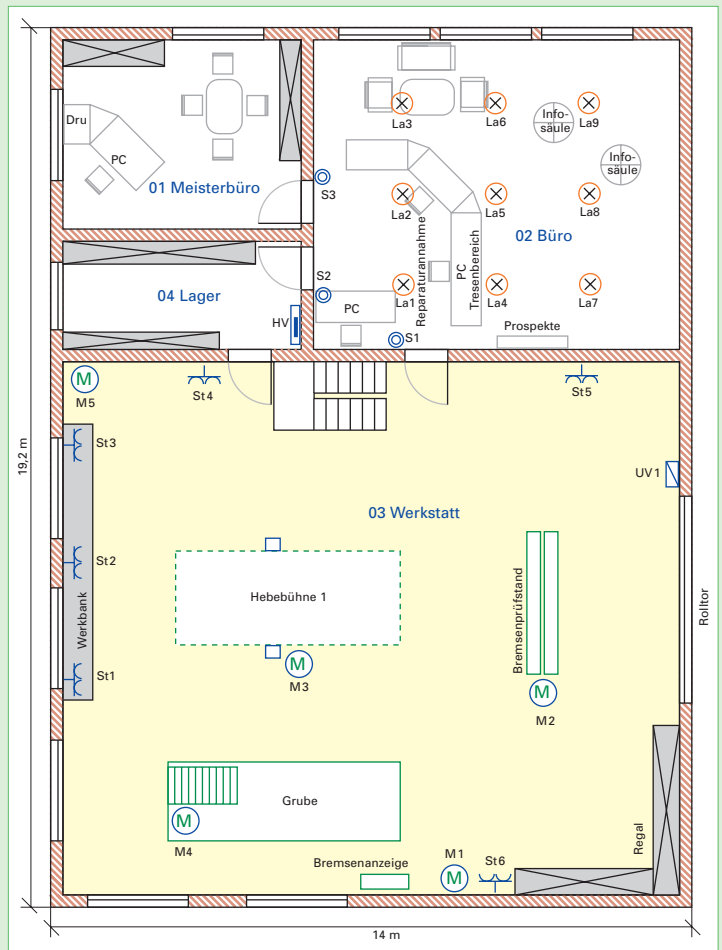 Dru
PC
01 Meisterbüro
La3
La6
La9
Info-
säule
Info-
säule
S3
La2
La5
La8
02 Büro
04 Lager
S2
HV
PC
La1
Reparaturannahme
PC
Tresenbereich
La4
La7
S1
Prospekte
M
M5
St4
St5
St3
UV1
19,2 m
03 Werkstatt
St2
Werkbank
Hebebühne 1
Bremsenprüfstand
Rolltor
St1
M
M3
M
M2
Grube
M
M4
Regal
Bremsenanzeige
M1
M
St6
14 m